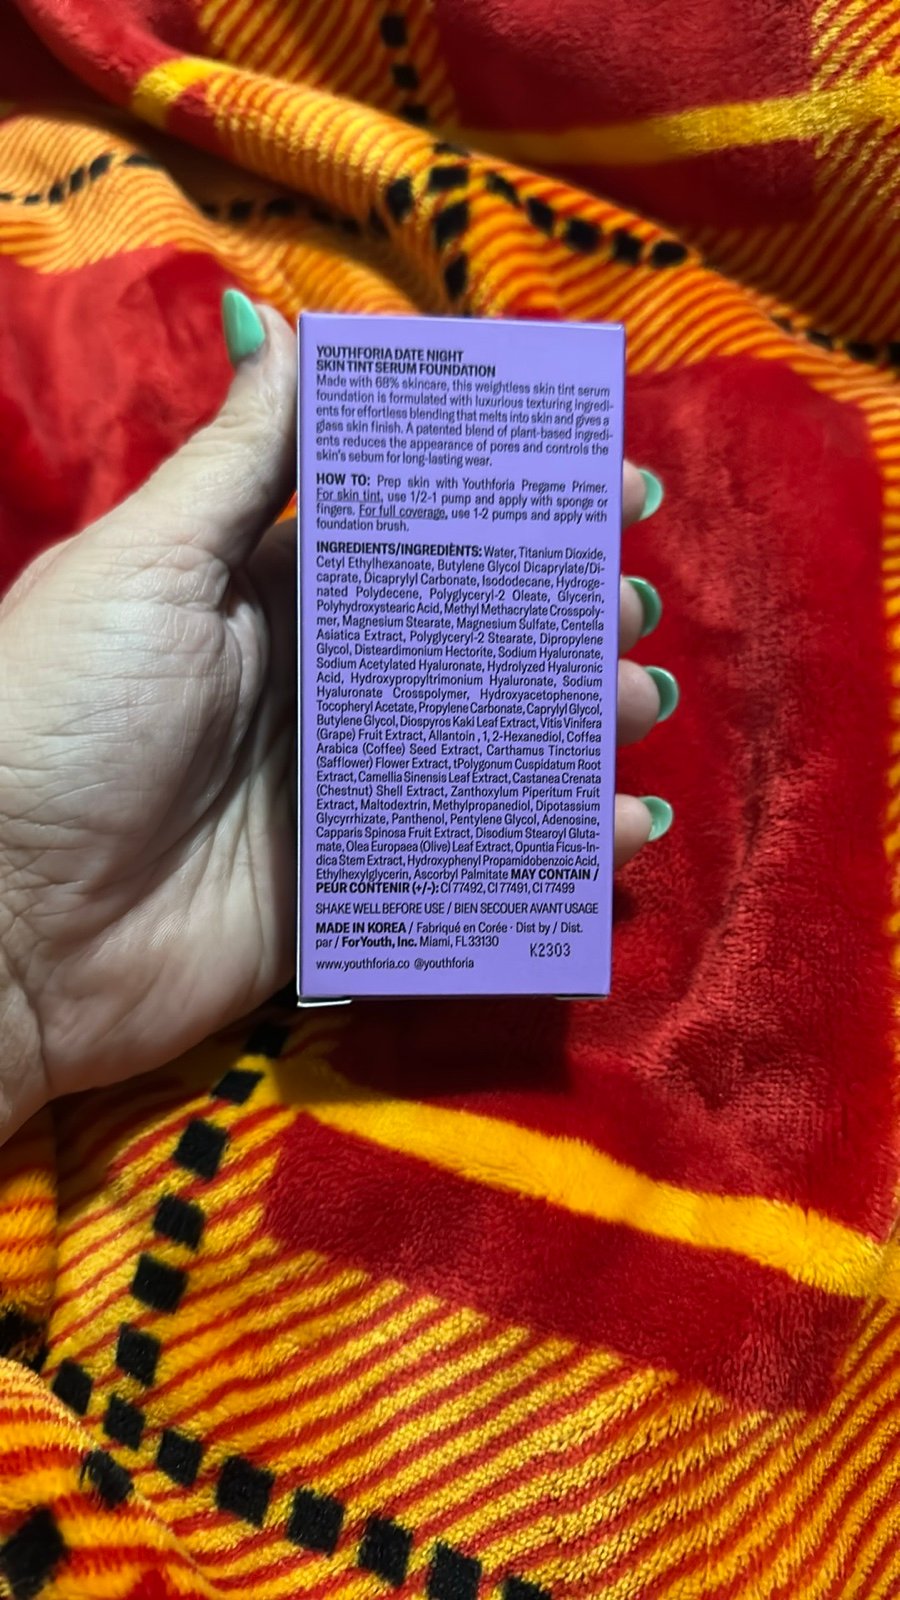 YOUTHFORIA DATE NIGHT
SKIN TINT SERUM FOUNDATION
Made with 68% skincare, this weightless skin tint serum
foundation is formulated with luxurious texturing ingredi-
ents for effortless blending that melts into skin and gives a
glass skin finish. A patented blend of plant-based ingredi-
ents reduces the appearance of pores and controls the
skin's sebum for long-lasting wear.
HOW TO: Prep skin with Youthforia Pregame Primer.
For skin tint, use 1/2-1 pump and apply with sponge or
fingers. For full coverage, use 1-2 pumps and apply with
foundation brush.
INGREDIENTS/INGREDIÈNTS: Water, Titanium Dioxide,
Cetyl Ethylhexanoate, Butylene Glycol Dicaprylate/Di-
caprate, Dicaprylyl Carbonate, Isododecane, Hydroge-
nated Polydecene, Polyglyceryl-2 Oleate, Glycerin,
Polyhydroxystearic Acid, Methyl Methacrylate Crosspoly-
mer, Magnesium Stearate, Magnesium Sulfate, Centella
Asiatica Extract, Polyglyceryl-2 Stearate, Dipropylene
Glycol, Disteardimonium Hectorite, Sodium Hyaluronate,
Sodium Acetylated Hyaluronate, Hydrolyzed Hyaluronic
Acid, Hydroxypropyltrimonium Hyaluronate, Sodium
Hyaluronate Crosspolymer, Hydroxyacetophenone,
Tocopheryl Acetate, Propylene Carbonate, Caprylyl Glycol,
Butylene Glycol, Diospyros Kaki Leaf Extract, Vitis Vinifera
(Grape) Fruit Extract, Allantoin , 1, 2-Hexanediol, Coffea
Arabica (Coffee) Seed Extract, Carthamus Tinctorius
(Safflower) Flower Extract, tPolygonum Cuspidatum Root
Extract, Camellia Sinensis Leaf Extract, Castanea Crenata
(Chestnut) Shell Extract, Zanthoxylum Piperitum Fruit
Extract, Maltodextrin, Methylpropanediol, Dipotassium
Glycyrrhizate, Panthenol, Pentylene Glycol, Adenosine,
Capparis Spinosa Fruit Extract, Disodium Stearoyl Gluta-
mate, Olea Europaea (Olive) Leaf Extract, Opuntia Ficus-In-
dica Stem Extract, Hydroxyphenyl Propamidobenzoic Acid,
Ethylhexylglycerin, Ascorbyl Palmitate MAY CONTAIN /
PEUR CONTENIR (+/-): CI 77492, CI 77491, CI 77499
SHAKE WELL BEFORE USE / BIEN SECOUER AVANT USAGE
MADE IN KOREA / Fabriqué en Corée · Dist by / Dist.
par / ForYouth, Inc. Miami, FL 33130
K2303
www.youthforia.co @youthforia